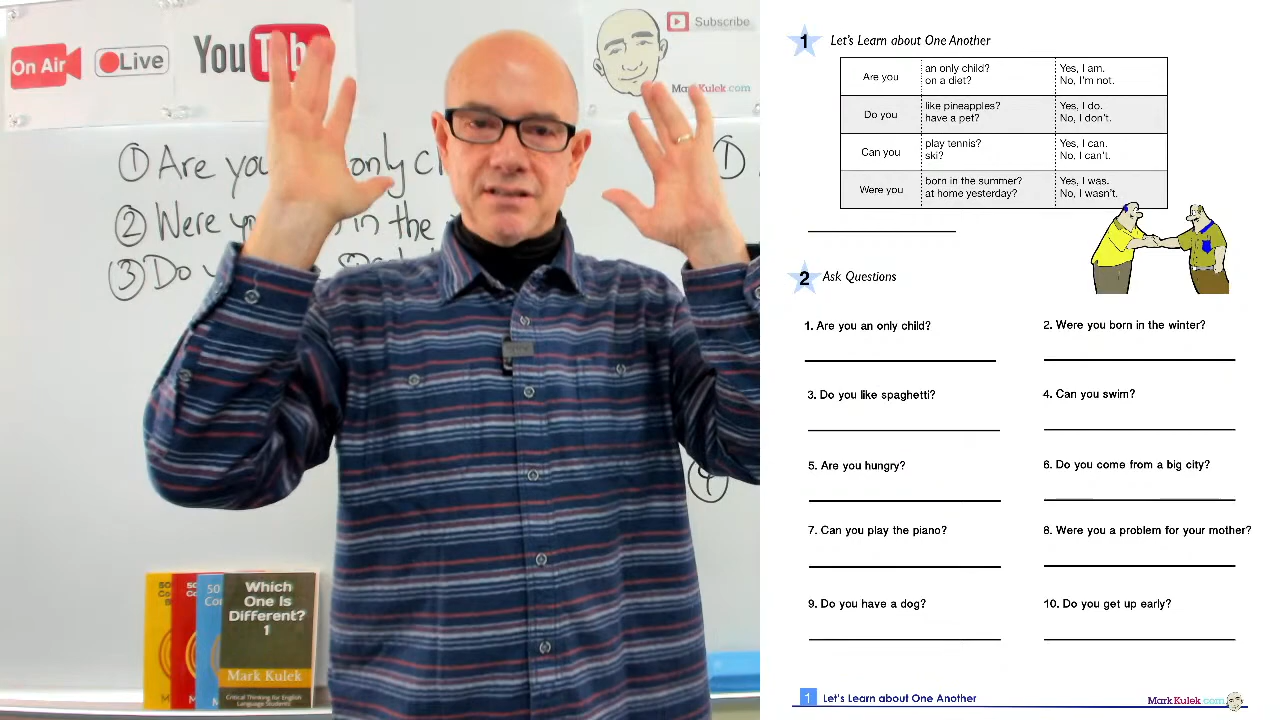 On Air
Live
YouTube
Subscribe
MarkKulek.com
① Are you only
② Were in the
③ Do
④
Which
One Is
Different?
1
Mark Kulek
Critical Thinking for English
Language Students
1 Let's Learn about One Another
Are you an only child? Yes, I am.
on a diet? No, I'm not.
Do you like pineapples? Yes, I do.
have a pet? No, I don't.
Can you play tennis? Yes, I can.
ski? No, I can't.
Were you born in the summer? Yes, I was.
at home yesterday? No, I wasn't.
2 Ask Questions
1. Are you an only child? 2. Were you born in the winter?
3. Do you like spaghetti? 4. Can you swim?
5. Are you hungry? 6. Do you come from a big city?
7. Can you play the piano? 8. Were you a problem for your mother?
9. Do you have a dog? 10. Do you get up early?
1 Let's Learn about One Another MarkKulek.com